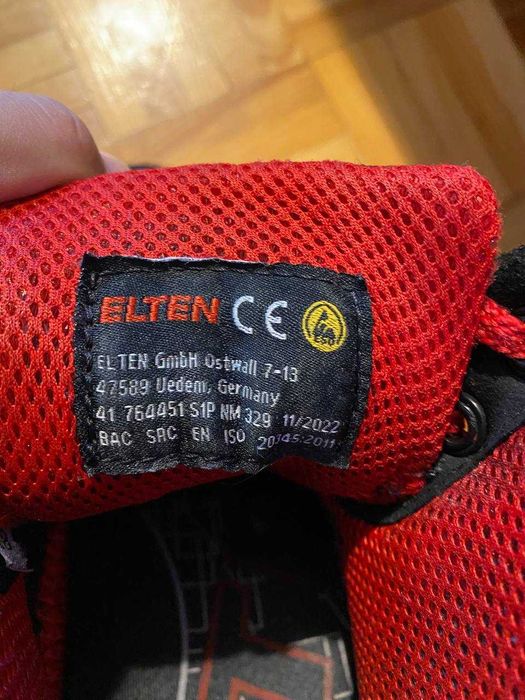 ELTEN CE ESD
ELTEN GmbH Ostwall 7-13
47589 Uedem, Germany
41 764451 S1P NM 329 11/2022
BAC SRC EN ISO 20345:2011